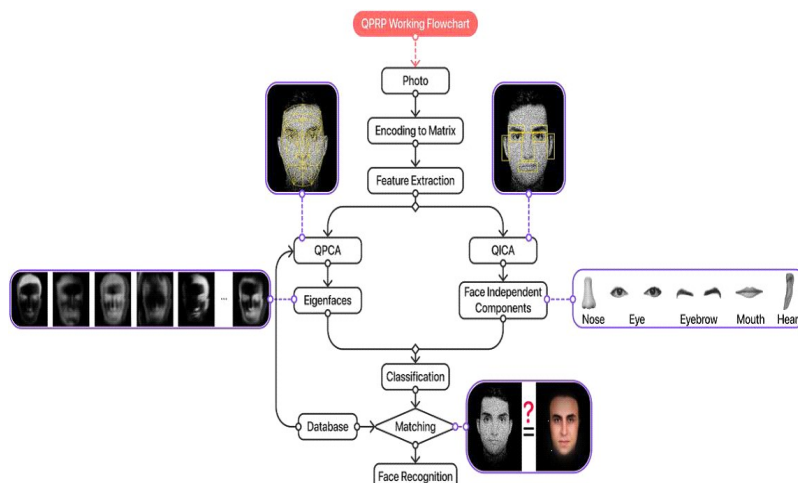 QPRP Working Flowchart
Photo
Encoding to Matrix
Feature Extraction
QPCA
QICA
Eigenfaces
Face Independent
Components
...
Nose
Eye
Eyebrow
Mouth
Hear
Classification
Database
Matching
?
=
Face Recognition